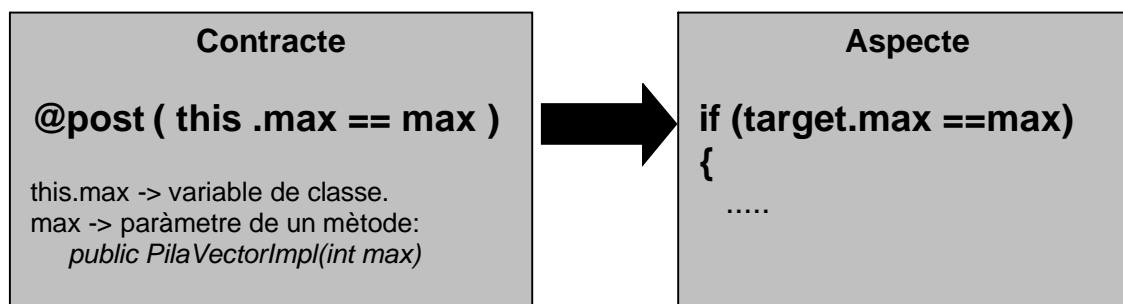 Contracte
@post ( this .max == max )
this.max -> variable de classe.
max -> paràmetre de un mètode:
public PilaVectorImpl(int max)
Aspecte
if (target.max ==max)
{
.....